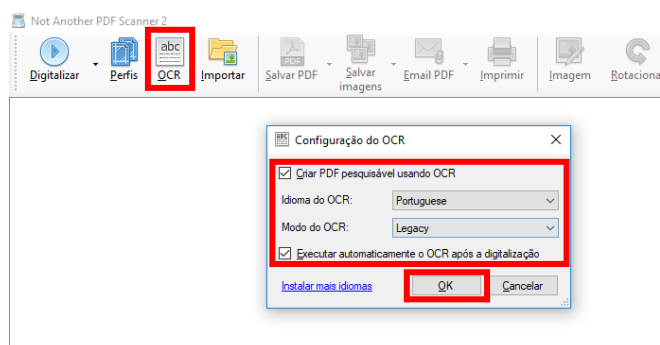 Not Another PDF Scanner 2
abc
PDF
Digitalizar Perfis OCR Importar Salvar PDF Salvar imagens Email PDF Imprimir Imagem Rotaciona
Configuração do OCR
Criar PDF pesquisável usando OCR
Idioma do OCR: Portuguese
Modo do OCR: Legacy
Executar automaticamente o OCR após a digitalização
Instalar mais idiomas OK Cancelar